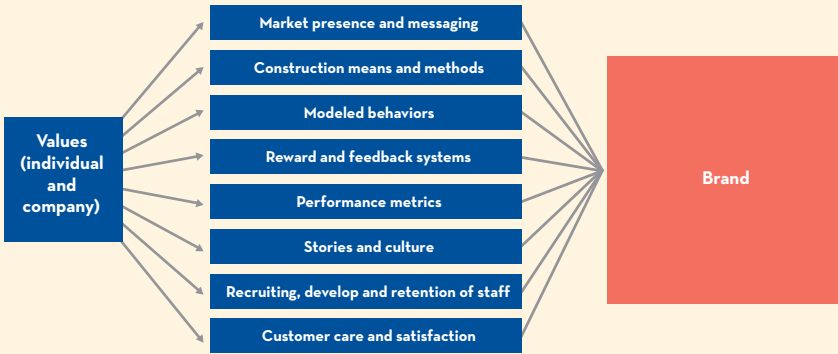 Values
(individual
and
company)
Market presence and messaging
Construction means and methods
Modeled behaviors
Reward and feedback systems
Performance metrics
Stories and culture
Recruiting, develop and retention of staff
Customer care and satisfaction
Brand